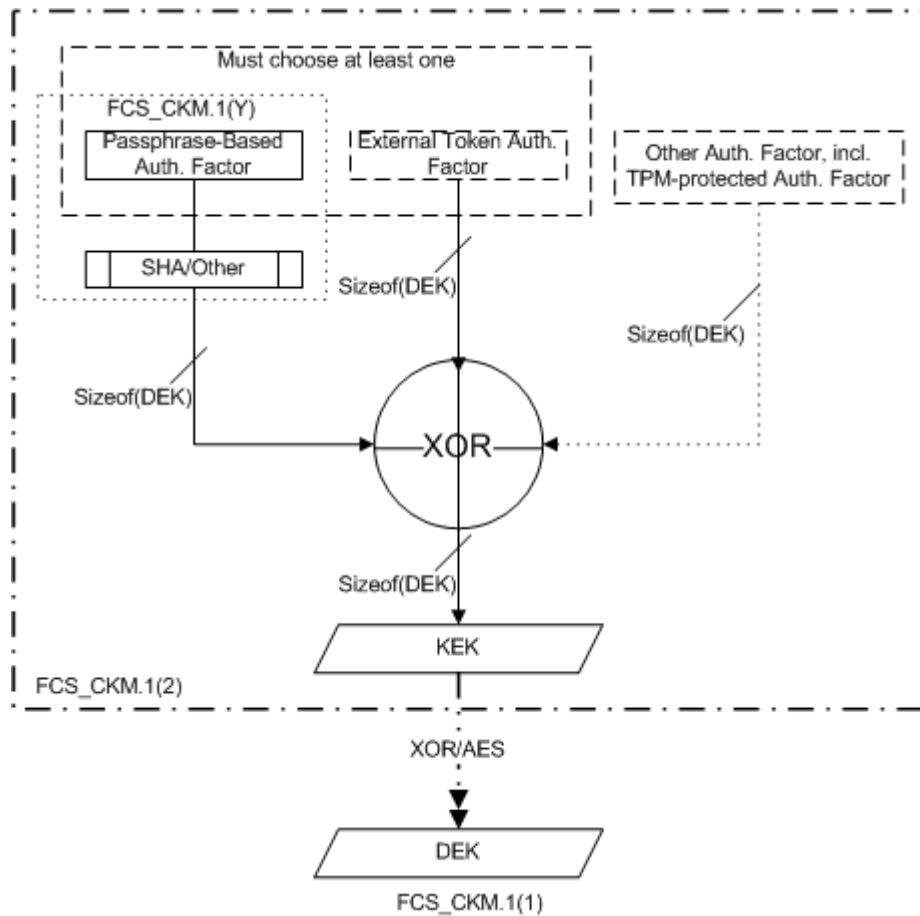 Must choose at least one
FCS_CKM.1(Y)
Passphrase-Based
Auth. Factor
External Token Auth.
Factor
Other Auth. Factor, incl.
TPM-protected Auth. Factor
SHA/Other
Sizeof(DEK)
Sizeof(DEK)
Sizeof(DEK)
XOR
Sizeof(DEK)
KEK
FCS_CKM.1(2)
XOR/AES
DEK
FCS_CKM.1(1)